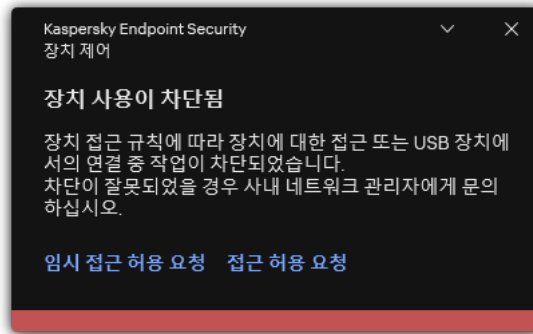 Kaspersky Endpoint Security
장치 제어
장치 사용이 차단됨
장치 접근 규칙에 따라 장치에 대한 접근 또는 USB 장치에
서의 연결 중 작업이 차단되었습니다.
차단이 잘못되었을 경우 사내 네트워크 관리자에게 문의
하십시오.
임시 접근 허용 요청 접근 허용 요청